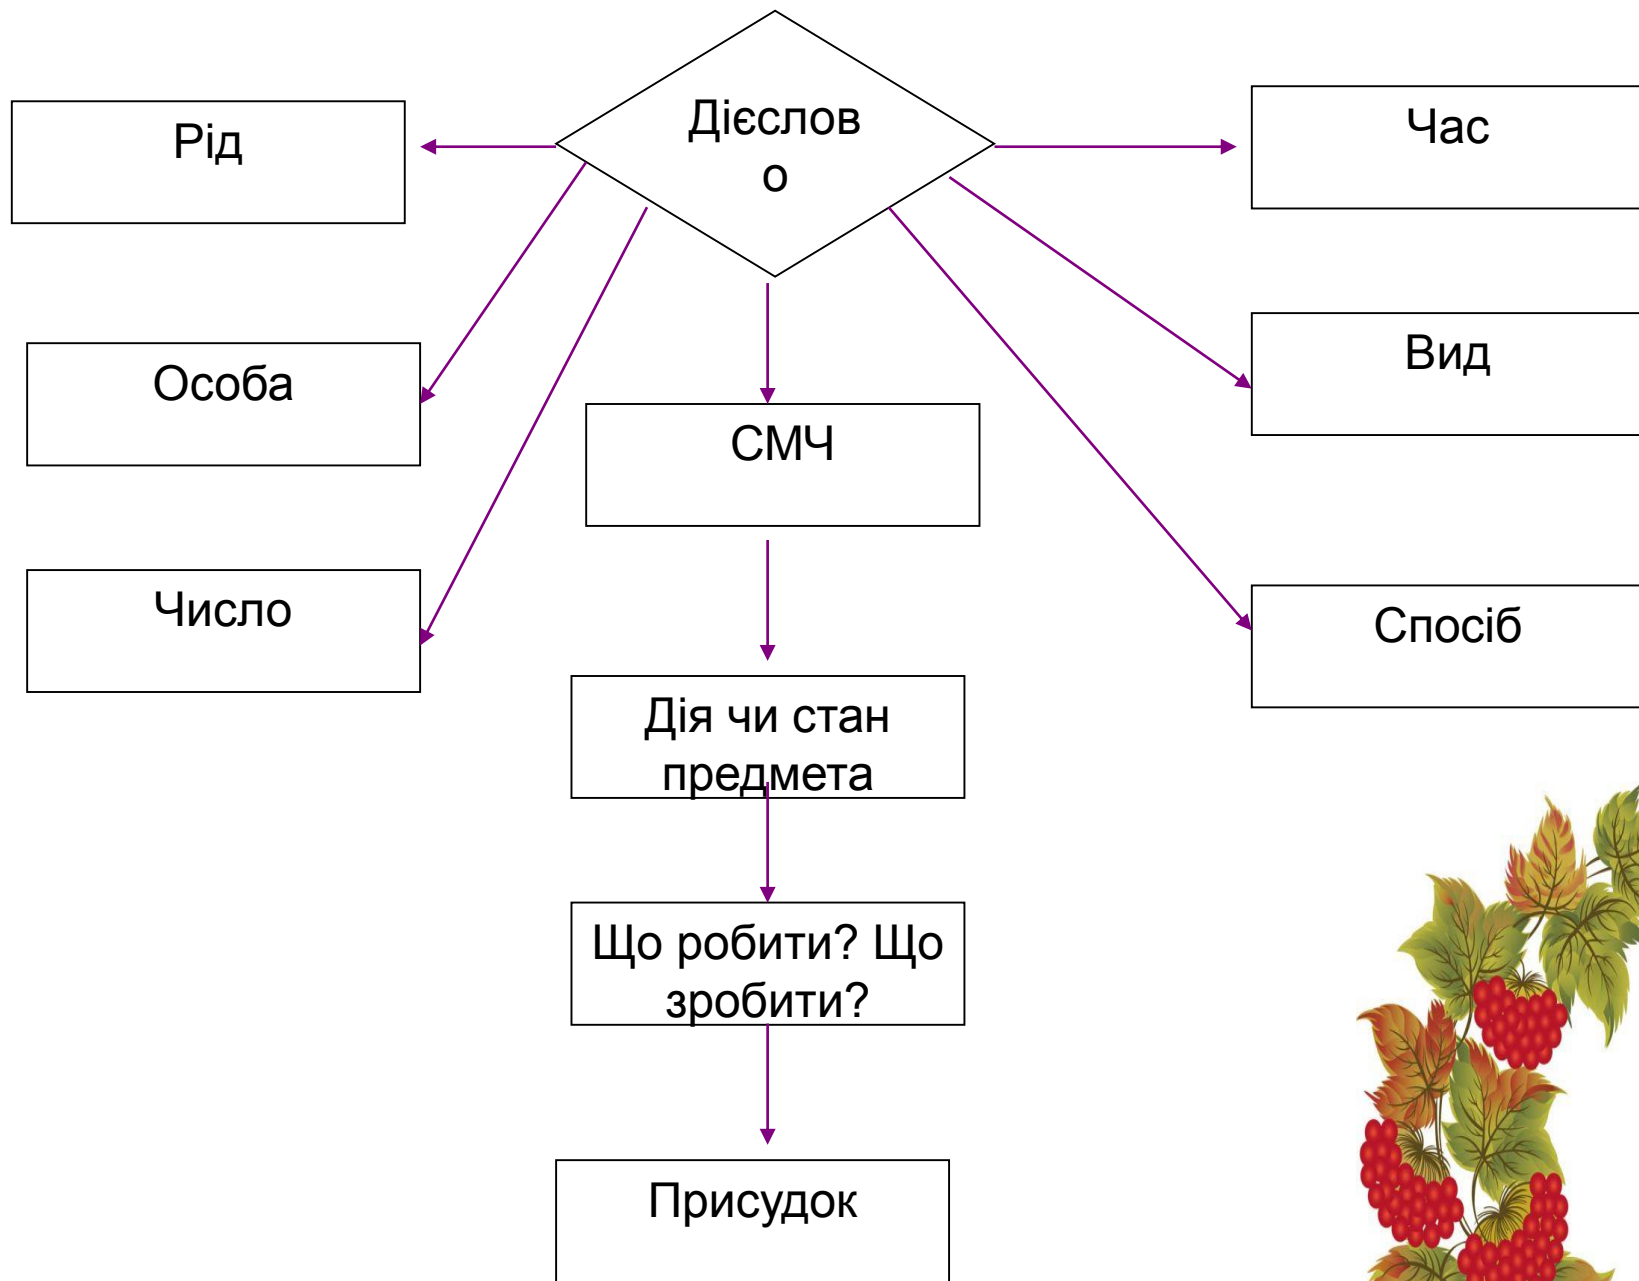 Дієслов
о
Рід
Час
Особа
Вид
СМЧ
Число
Спосіб
Дія чи стан
предмета
Що робити? Що
зробити?
Присудок